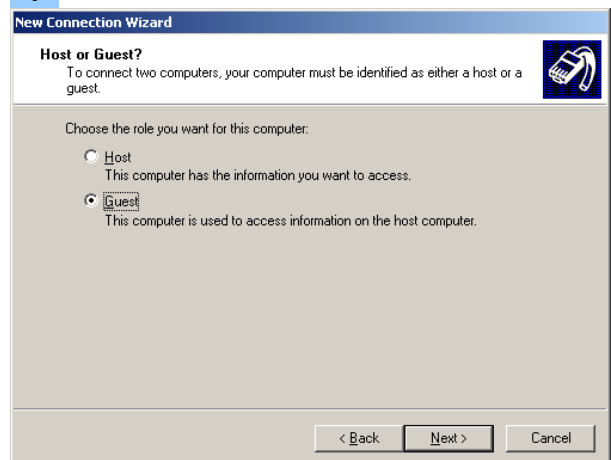 New Connection Wizard
Host or Guest?
To connect two computers, your computer must be identified as either a host or a
guest.
Choose the role you want for this computer:
Host
This computer has the information you want to access.
Guest
This computer is used to access information on the host computer.
< Back Next > Cancel